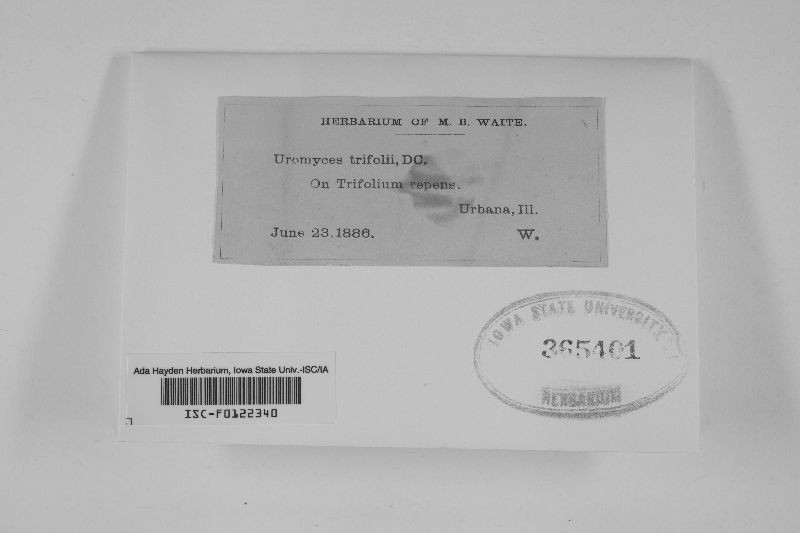 HERBARIUM OF M. B. WAITE.
Uromyces trifolii, DC.
On Trifolium repens.
Urbana, Ill.
June 23. 1886.
W.
IOWA STATE UNIVERSITY
365401
HERBARIUM
Ada Hayden Herbarium, Iowa State Univ.-ISC/IA
ISC-F0122340